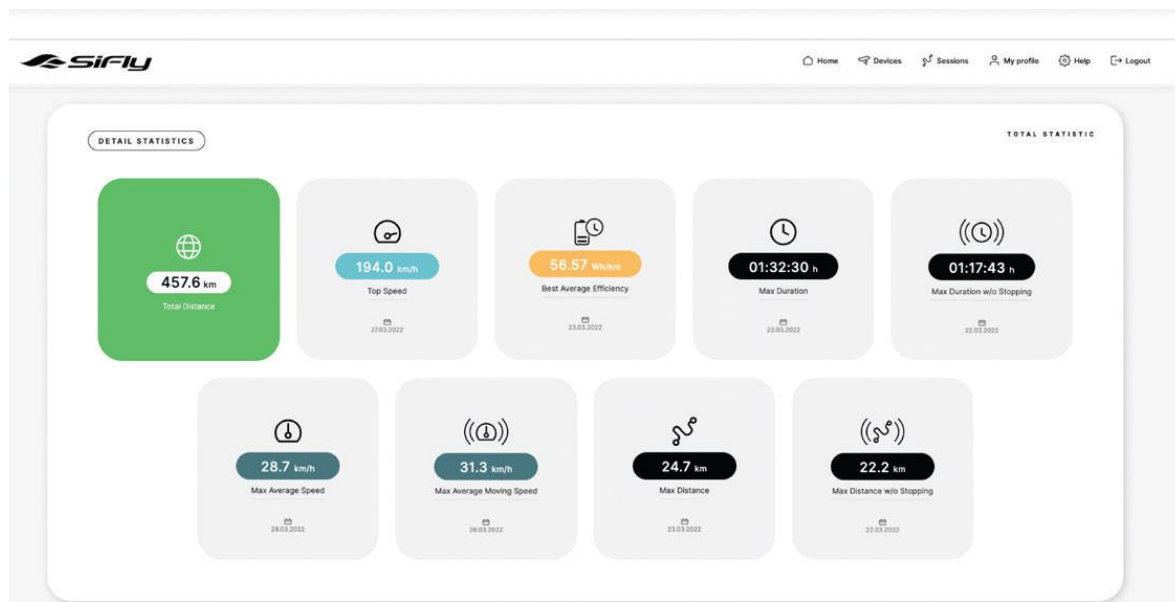 SiFly
Home Devices Sessions My profile Help Logout
DETAIL STATISTICS
TOTAL STATISTIC
457.6 km
Total Distance
194.0 km/h
Top Speed
27.03.2022
56.57 Wh/km
Best Average Efficiency
23.03.2022
01:32:30 h
Max Duration
23.03.2022
01:17:43 h
Max Duration w/o Stopping
22.03.2022
28.7 km/h
Max Average Speed
28.03.2022
31.3 km/h
Max Average Moving Speed
26.03.2022
24.7 km
Max Distance
23.03.2022
22.2 km
Max Distance w/o Stopping
22.03.2022